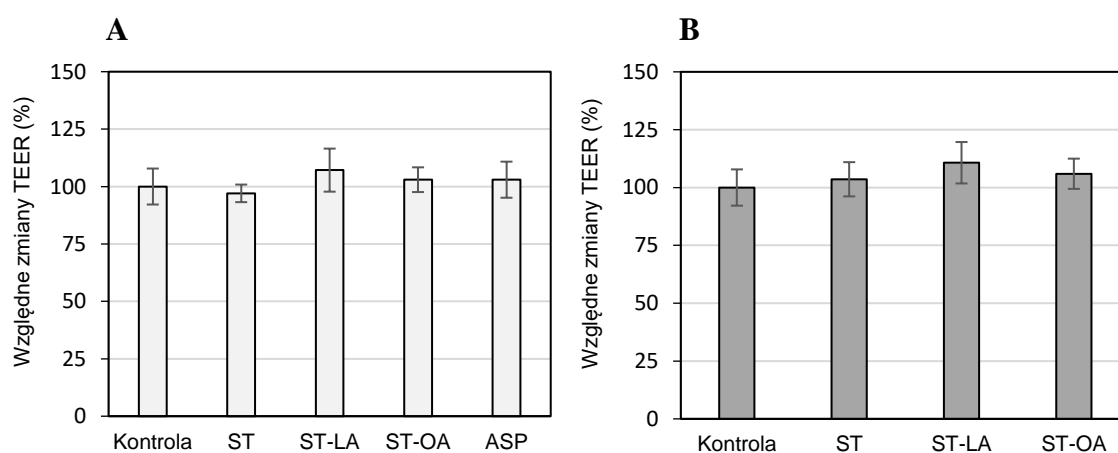 A
Względne zmiany TEER (%)
150
125
100
75
50
25
0
Kontrola ST ST-LA ST-OA ASP
B
Względne zmiany TEER (%)
150
125
100
75
50
25
0
Kontrola ST ST-LA ST-OA